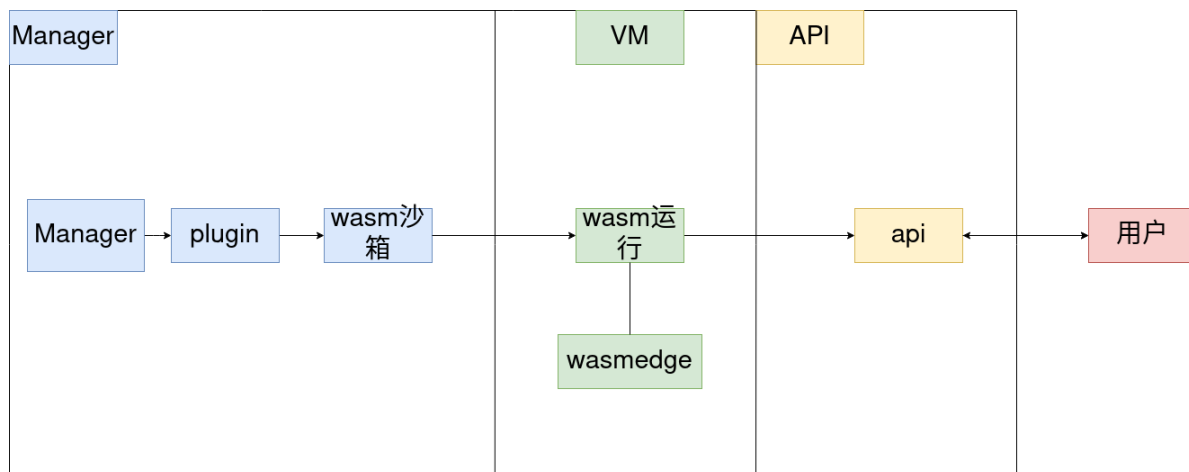 Manager
VM
API
Manager
plugin
wasm沙
箱
wasm运
行
api
用户
wasmedge